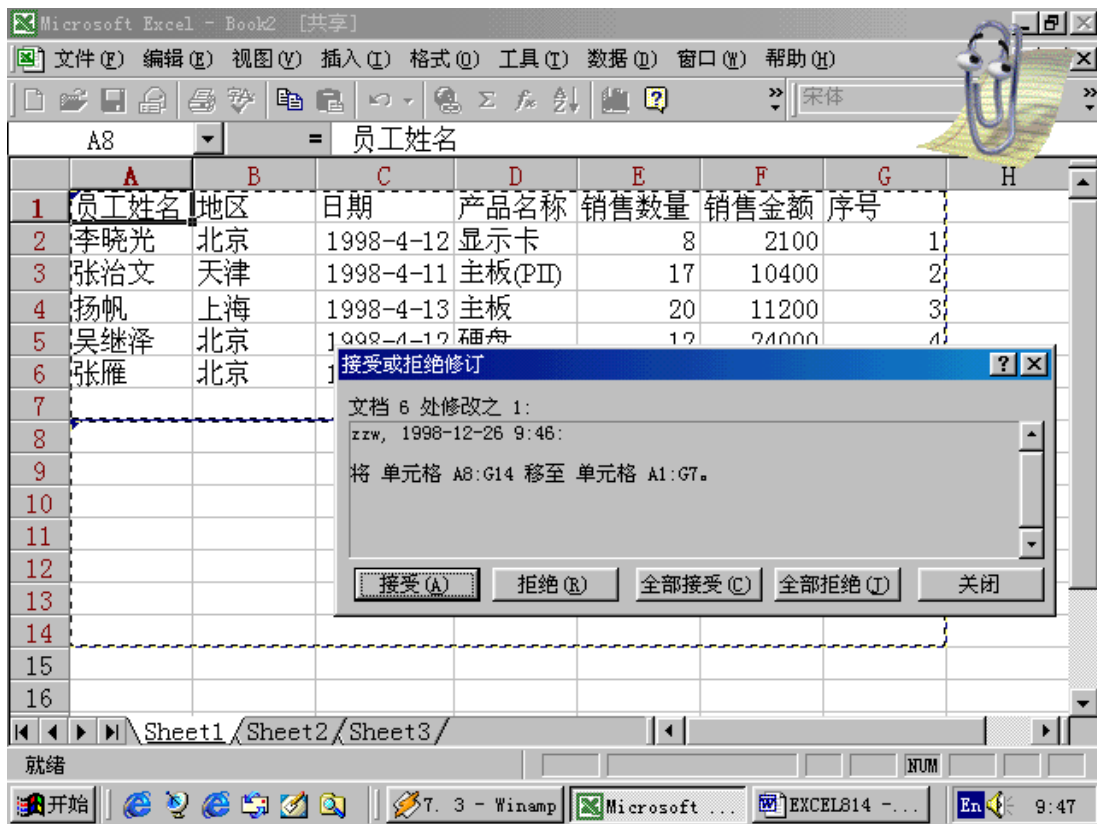 Microsoft Excel - Book2 [共享]
文件(F) 编辑(E) 视图(V) 插入(I) 格式(O) 工具(T) 数据(D) 窗口(W) 帮助(H)
宋体
A8 = 员工姓名
A B C D E F G H
1 员工姓名 地区 日期 产品名称 销售数量 销售金额 序号
2 李晓光 北京 1998-4-12 显示卡 8 2100 1
3 张治文 天津 1998-4-11 主板(PII) 17 10400 2
4 扬帆 上海 1998-4-13 主板 20 11200 3
5 吴继泽 北京 1998-4-12 硬盘 12 24000 4
6 张雁 北京 1
7
8
9
10
11
12
13
14
15
16
接受或拒绝修订
文档 6 处修改之 1:
zzw, 1998-12-26 9:46:
将 单元格 A8:G14 移至 单元格 A1:G7。
接受(A) 拒绝(R) 全部接受(C) 全部拒绝(J) 关闭
Sheet1 Sheet2 Sheet3
就绪 NUM
开始 7. 3 - Winamp Microsoft ... EXCEL814 -... En 9:47